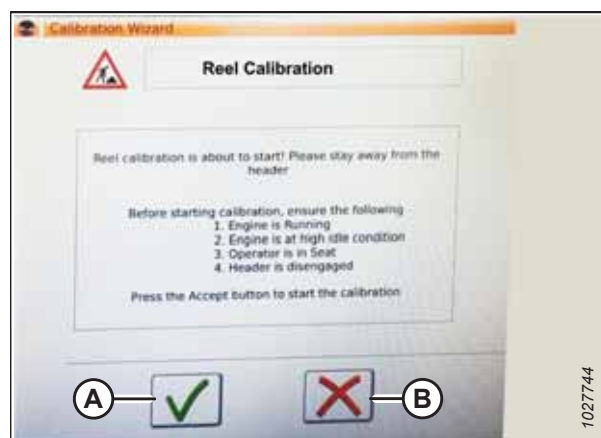 Calibration Wizard
Reel Calibration
Reel calibration is about to start! Please stay away from the
header
Before starting calibration, ensure the following
1. Engine is Running
2. Engine is at high idle condition
3. Operator is in Seat
4. Header is disengaged
Press the Accept button to start the calibration
A
B
1027744